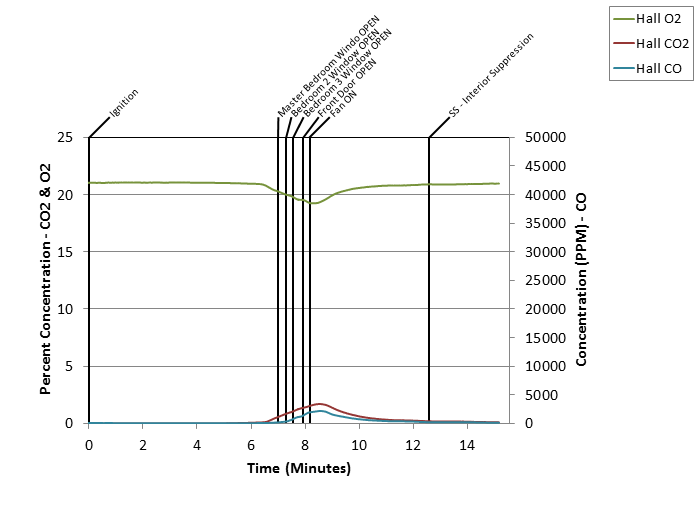 Hall O2
Hall CO2
Hall CO
Ignition
Master Bedroom Windo OPEN
Bedroom 2 Window OPEN
Bedroom 3 Window OPEN
Front Door OPEN
Fan ON
SS - Interior Suppression
25
20
15
10
5
0
Percent Concentration - CO2 & O2
50000
45000
40000
35000
30000
25000
20000
15000
10000
5000
0
Concentration (PPM) - CO
0 2 4 6 8 10 12 14
Time (Minutes)